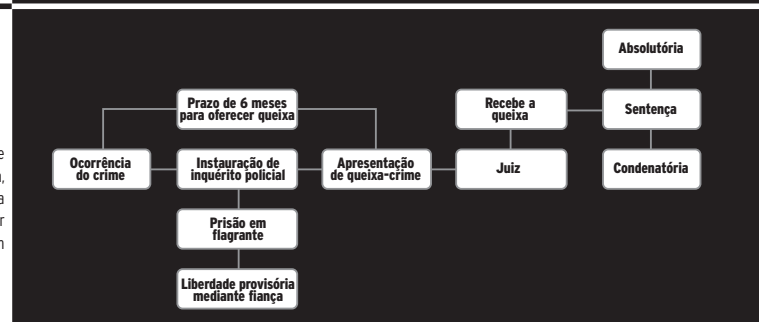 Absolutória
Prazo de 6 meses
para oferecer queixa
Recebe a
queixa
Sentença
Ocorrência
do crime
Instauração de
inquérito policial
Apresentação
de queixa-crime
Juiz
Condenatória
Prisão em
flagrante
Liberdade provisória
mediante fiança